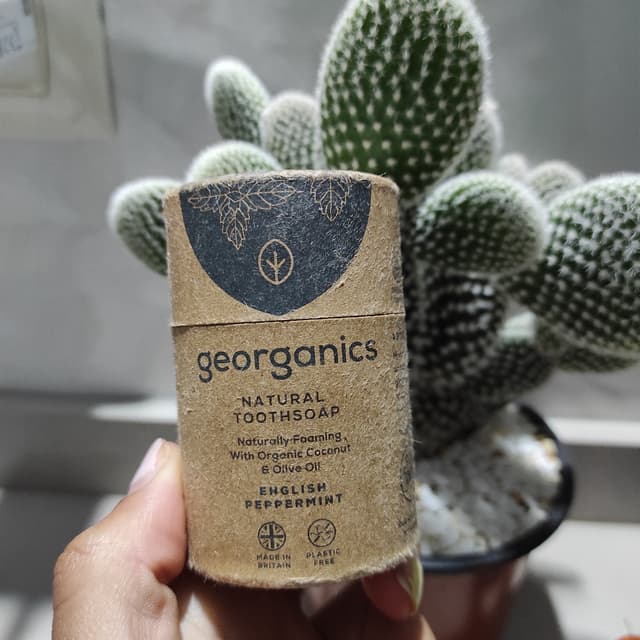 georganics
NATURAL
TOOTHSOAP
Naturally Foaming,
With Organic Coconut
& Olive Oil
ENGLISH
PEPPERMINT
MADE IN
BRITAIN
PLASTIC
FREE